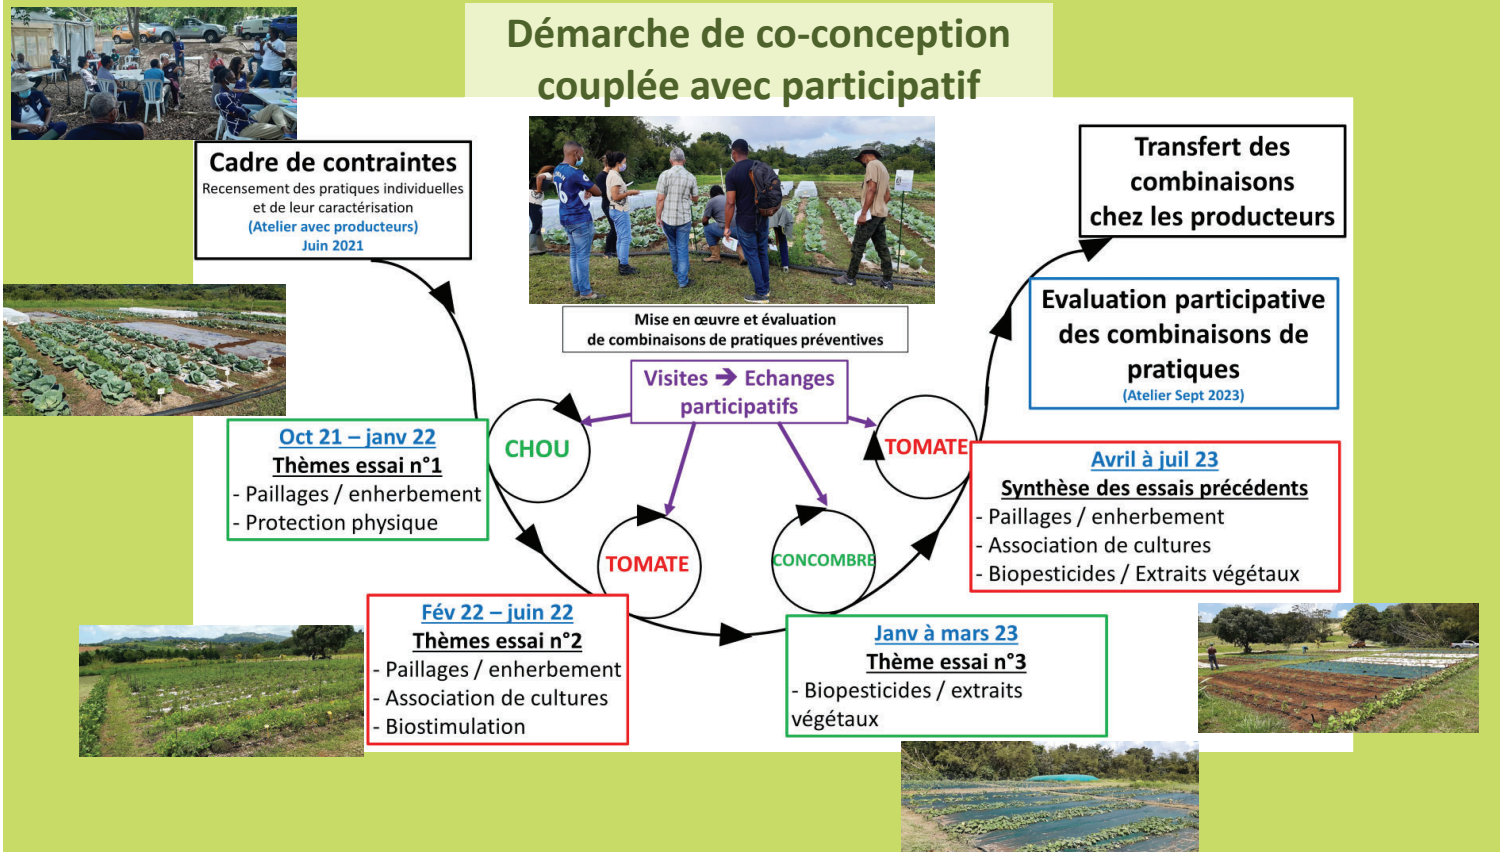 Démarche de co-conception
couplée avec participatif
Cadre de contraintes
Recensement des pratiques individuelles
et de leur caractérisation
(Atelier avec producteurs)
Juin 2021
Mise en œuvre et évaluation
de combinaisons de pratiques préventives
Visites ➔ Echanges
participatifs
Transfert des
combinaisons
chez les producteurs
Evaluation participative
des combinaisons de
pratiques
(Atelier Sept 2023)
CHOU
TOMATE
CONCOMBRE
TOMATE
Oct 21 – janv 22
Thèmes essai n°1
- Paillages / enherbement
- Protection physique
Fév 22 – juin 22
Thèmes essai n°2
- Paillages / enherbement
- Association de cultures
- Biostimulation
Janv à mars 23
Thème essai n°3
- Biopesticides / extraits
végétaux
Avril à juil 23
Synthèse des essais précédents
- Paillages / enherbement
- Association de cultures
- Biopesticides / Extraits végétaux